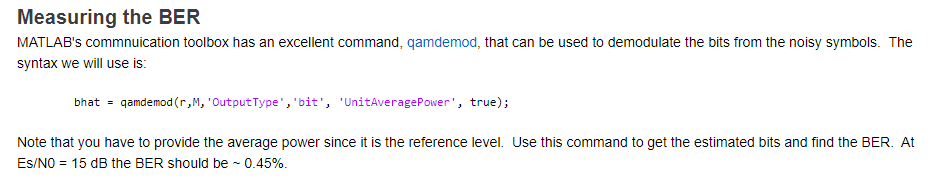 Measuring the BER
MATLAB's commnuication toolbox has an excellent command, qamdemod, that can be used to demodulate the bits from the noisy symbols.  The
syntax we will use is:
bhat = qamdemod(r,M,'OutputType','bit', 'UnitAveragePower', true);
Note that you have to provide the average power since it is the reference level.  Use this command to get the estimated bits and find the BER.  At
Es/N0 = 15 dB the BER should be ~ 0.45%.